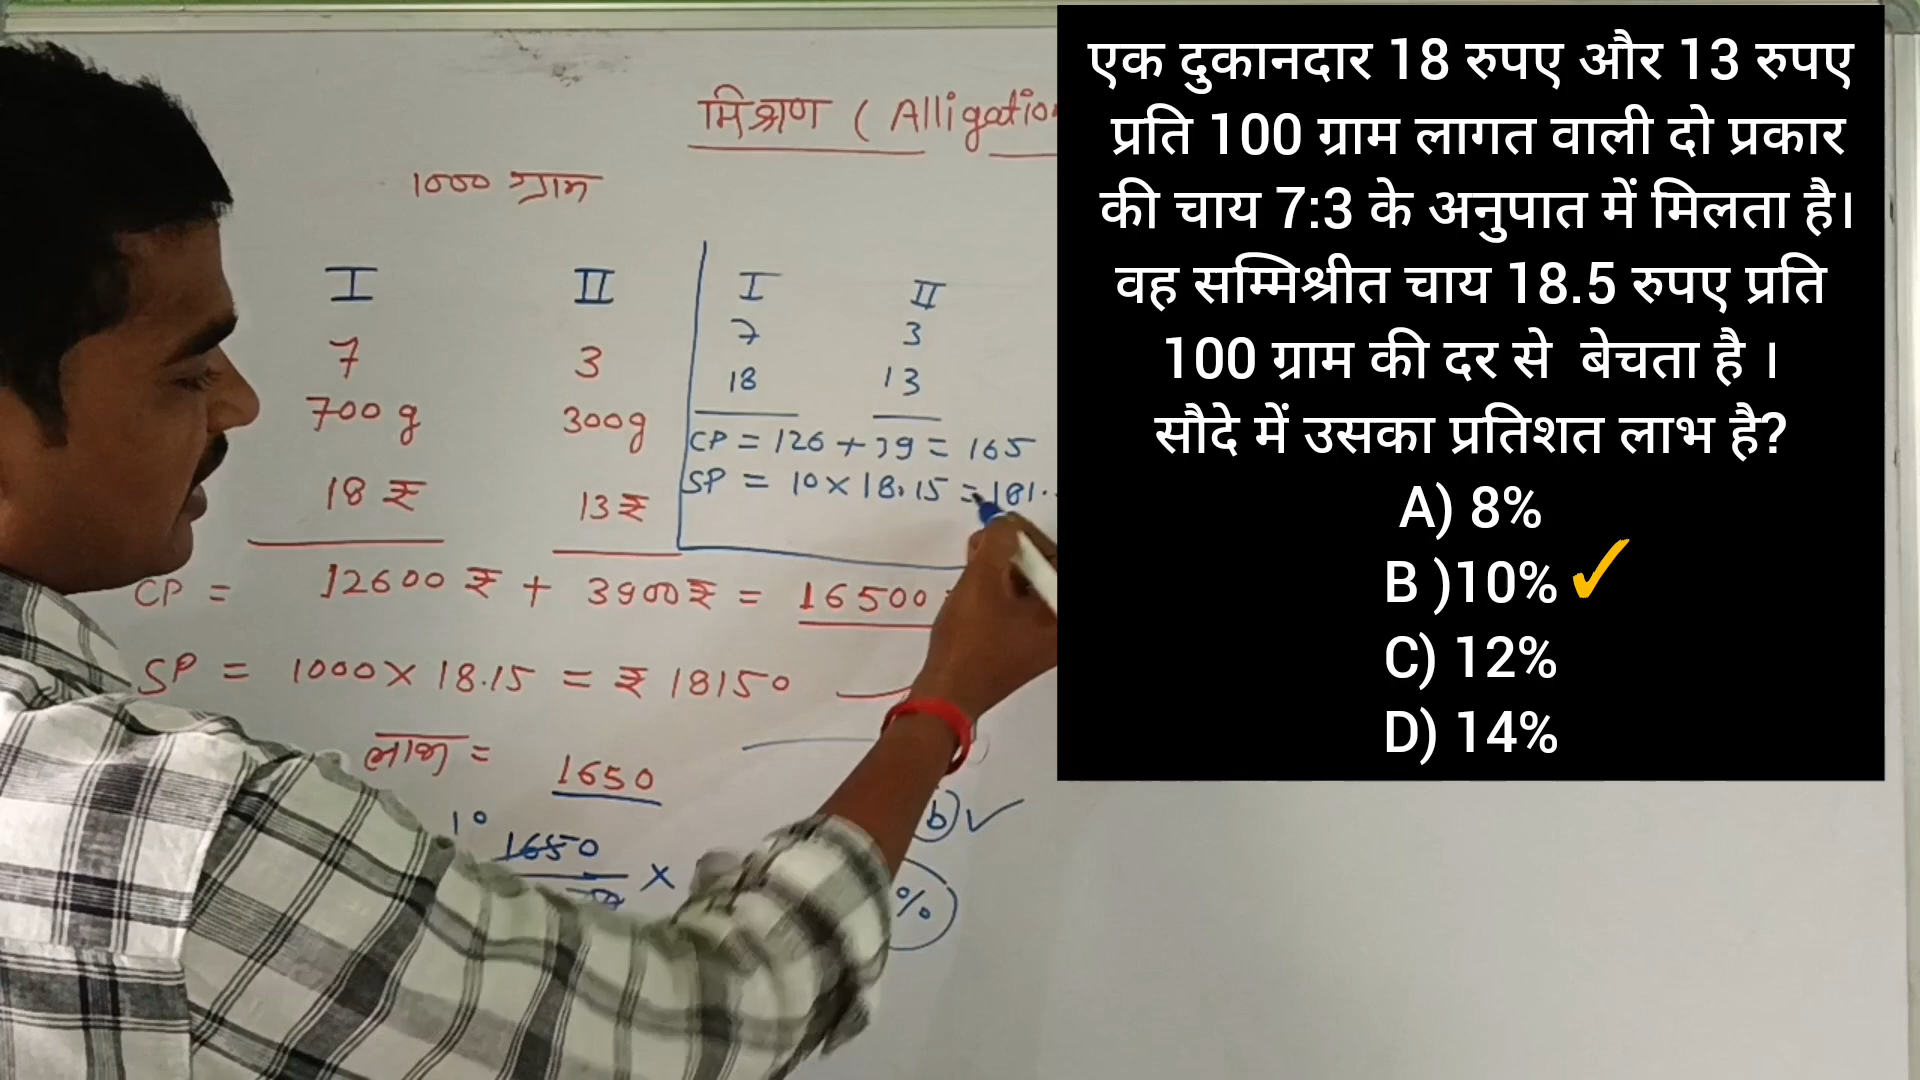 मिश्रण ( Alligatio
1000 ग्राम
I II
7 3
700 g 300g
18 ₹ 13₹
I II
7 3
18 13
CP = 126 + 39 = 165
SP = 10 × 18.15 = 181.
CP = 12600 ₹ + 3900₹ = 16500
SP = 1000 × 18.15 = ₹ 18150
लाभ = 1650
10
1650 ×
b ✓
%
एक दुकानदार 18 रुपए और 13 रुपए
प्रति 100 ग्राम लागत वाली दो प्रकार
की चाय 7:3 के अनुपात में मिलता है।
वह सम्मिश्रीत चाय 18.5 रुपए प्रति
100 ग्राम की दर से बेचता है ।
सौदे में उसका प्रतिशत लाभ है?
A) 8%
B )10% ✓
C) 12%
D) 14%